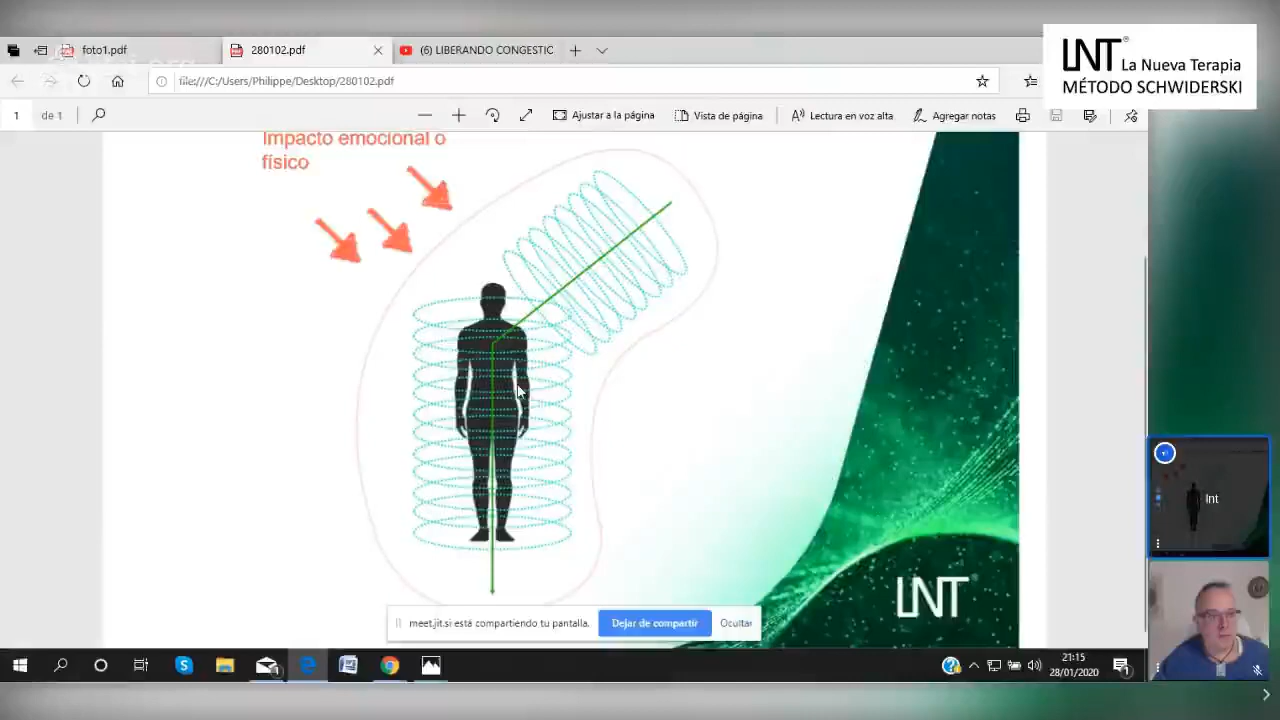 foto1.pdf
280102.pdf
(6) LIBERANDO CONGESTIC
file:///C:/Users/Philippe/Desktop/280102.pdf
LNT®
La Nueva Terapia
MÉTODO SCHWIDERSKI
1
de 1
Ajustar a la página
Vista de página
Lectura en voz alta
Agregar notas
Impacto emocional o
físico
lnt
LNT®
meet.jit.si está compartiendo tu pantalla.
Dejar de compartir
Ocultar
21:15
28/01/2020